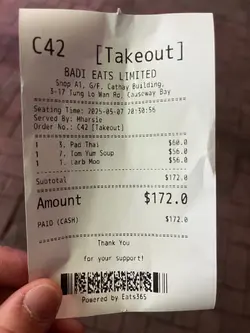 C42 [Takeout]
BADI EATS LIMITED
Shop A1, G/F, Cathay Building,
3-17 Tung Lo Wan Rd, Causeway Bay
Seating Time: 2025-05-07 20:30:56
Served By: Mharsie
Order No.: C42 [Takeout]
1 3. Pad Thai $60.0
1 7. Tom Yum Soup $56.0
1 1. Larb Moo $56.0
Subtotal $172.0
Amount $172.0
PAID (CASH) $172.0
Thank You
for your support!
Powered by Eats365